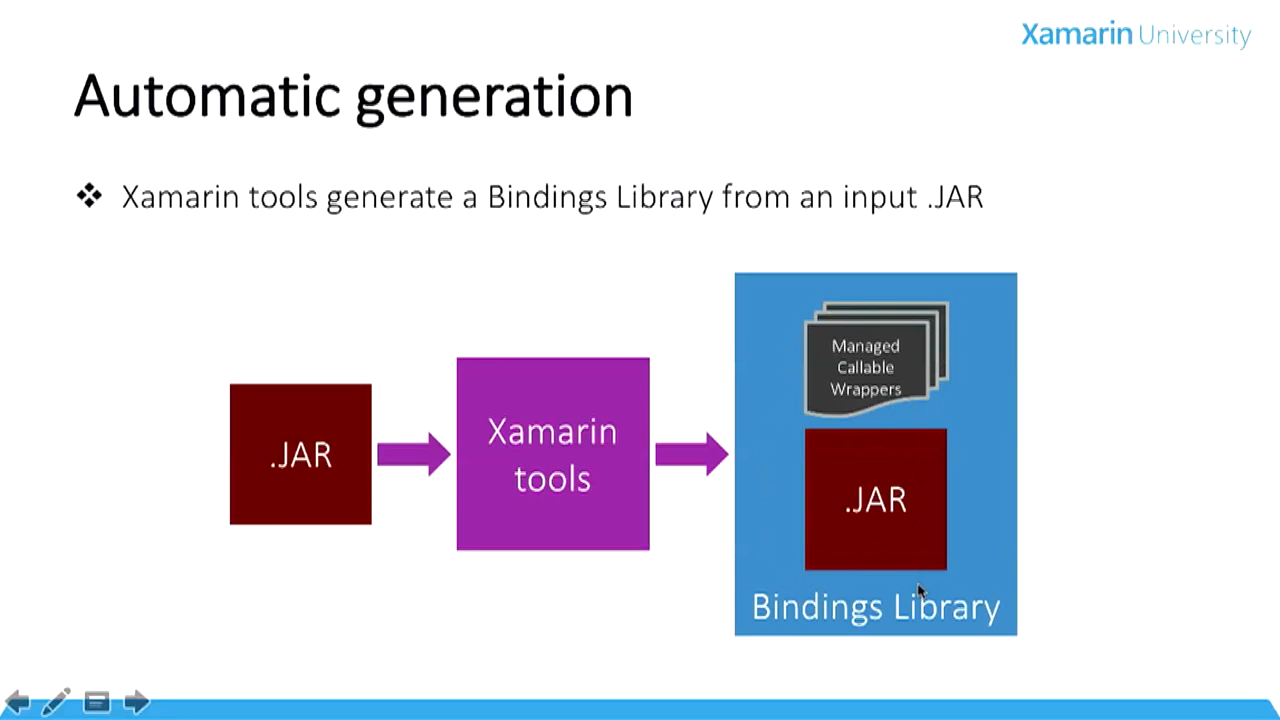 Xamarin University
Automatic generation
Xamarin tools generate a Bindings Library from an input .JAR
.JAR
Xamarin
tools
Managed
Callable
Wrappers
.JAR
Bindings Library